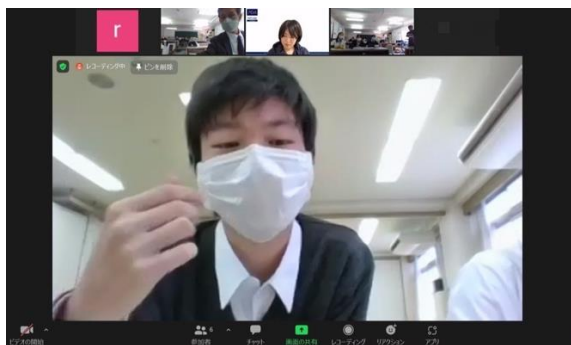 r
レコーディング中 ピンを削除
6
ビデオの開始 参加者 チャット 画面の共有 レコーディング リアクション アプリ